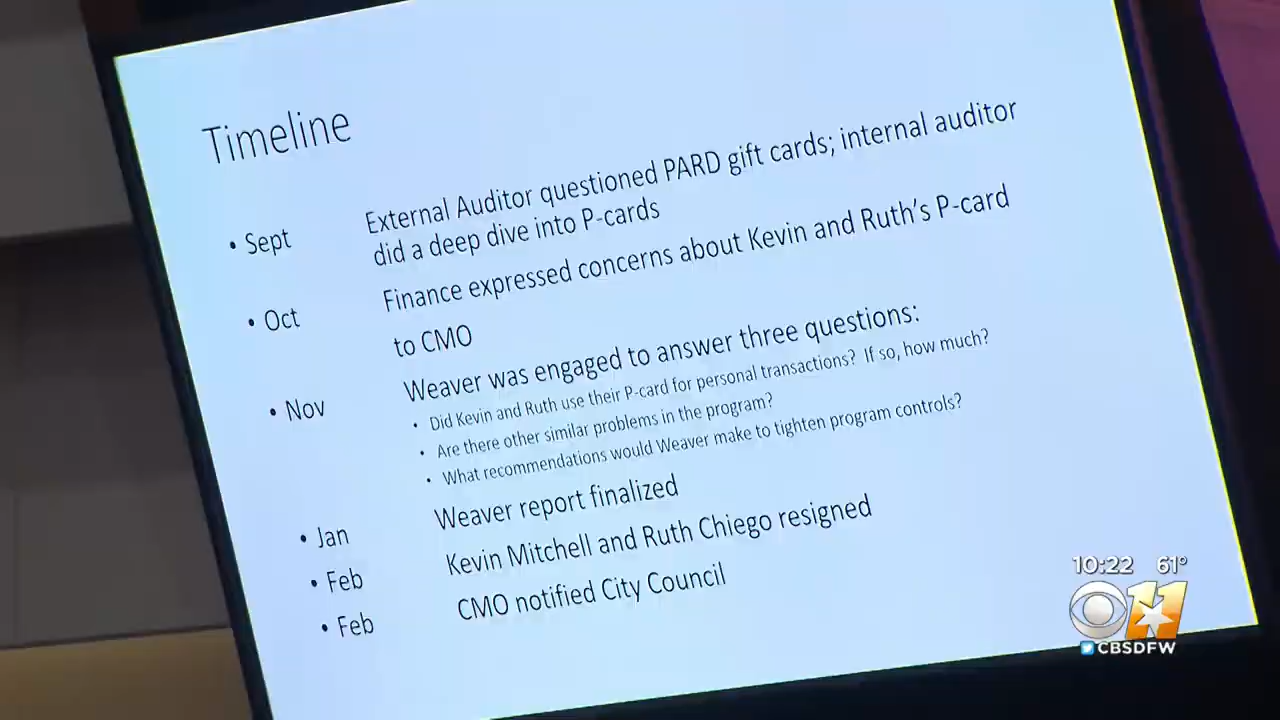 Timeline
• Sept External Auditor questioned PARD gift cards; internal auditor
did a deep dive into P-cards
• Oct Finance expressed concerns about Kevin and Ruth's P-card
to CMO
• Nov Weaver was engaged to answer three questions:
• Did Kevin and Ruth use their P-card for personal transactions? If so, how much?
• Are there other similar problems in the program?
• What recommendations would Weaver make to tighten program controls?
• Jan Weaver report finalized
• Feb Kevin Mitchell and Ruth Chiego resigned
• Feb CMO notified City Council
10:22 61°
11
CBSDFW